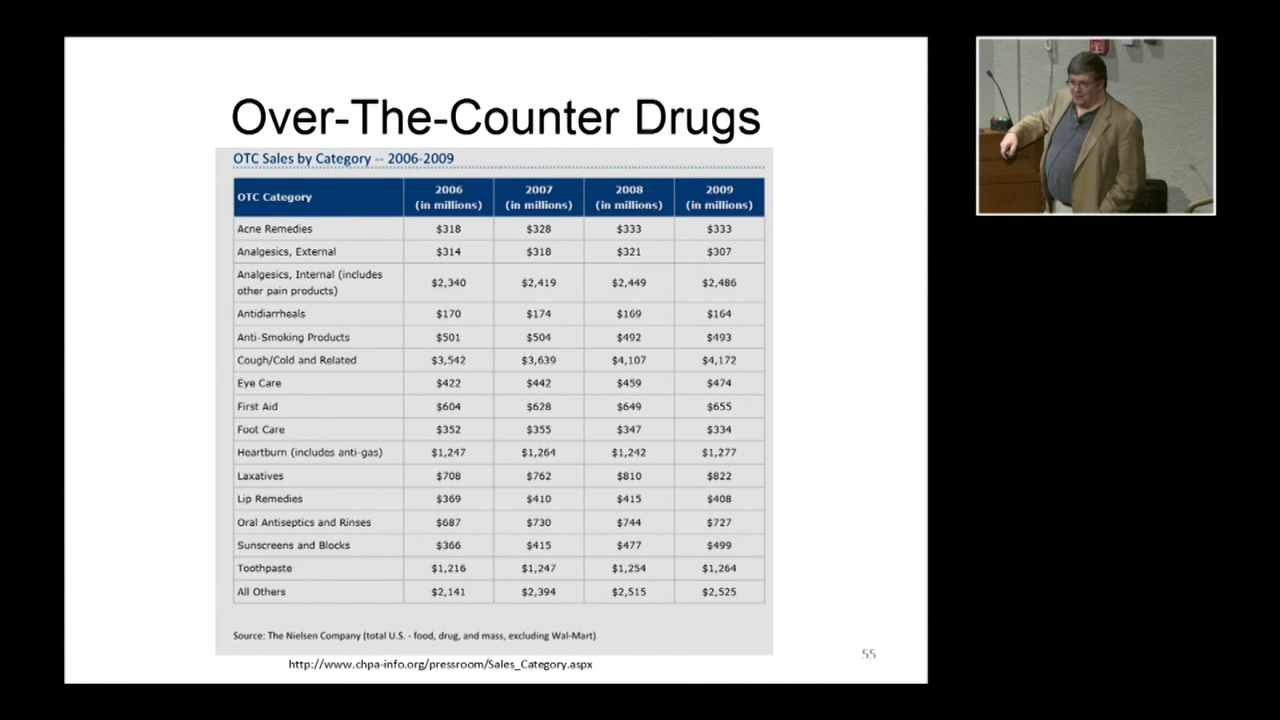 Over-The-Counter Drugs
OTC Sales by Category -- 2006-2009
OTC Category 2006 (in millions) 2007 (in millions) 2008 (in millions) 2009 (in millions)
Acne Remedies $318 $328 $333 $333
Analgesics, External $314 $318 $321 $307
Analgesics, Internal (includes other pain products) $2,340 $2,419 $2,449 $2,486
Antidiarrheals $170 $174 $169 $164
Anti-Smoking Products $501 $504 $492 $493
Cough/Cold and Related $3,542 $3,639 $4,107 $4,172
Eye Care $422 $442 $459 $474
First Aid $604 $628 $649 $655
Foot Care $352 $355 $347 $334
Heartburn (includes anti-gas) $1,247 $1,264 $1,242 $1,277
Laxatives $708 $762 $810 $822
Lip Remedies $369 $410 $415 $408
Oral Antiseptics and Rinses $687 $730 $744 $727
Sunscreens and Blocks $366 $415 $477 $499
Toothpaste $1,216 $1,247 $1,254 $1,264
All Others $2,141 $2,394 $2,515 $2,525
Source: The Nielsen Company (total U.S. - food, drug, and mass, excluding Wal-Mart)
http://www.chpa-info.org/pressroom/Sales_Category.aspx
55